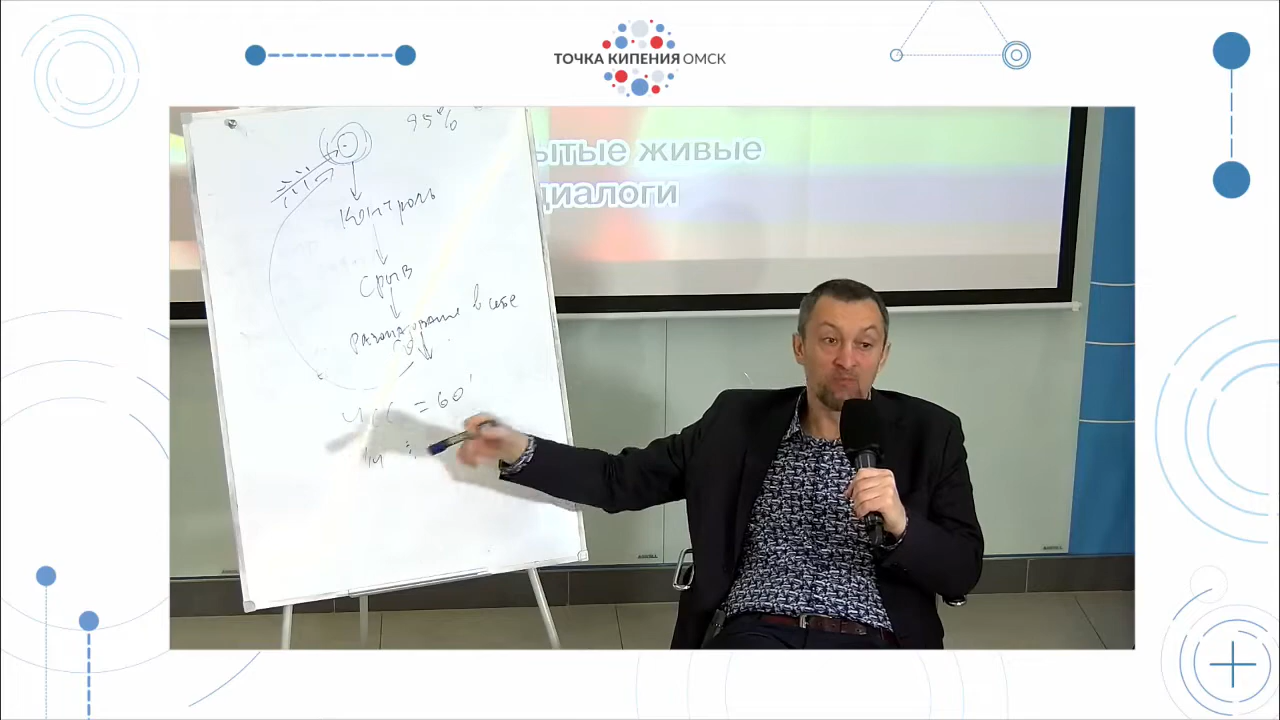 ТОЧКА КИПЕНИЯ ОМСК
95%
ытые живые
диалоги
Контроль
Срыв
разочарование в себе
ЧСС = 60'